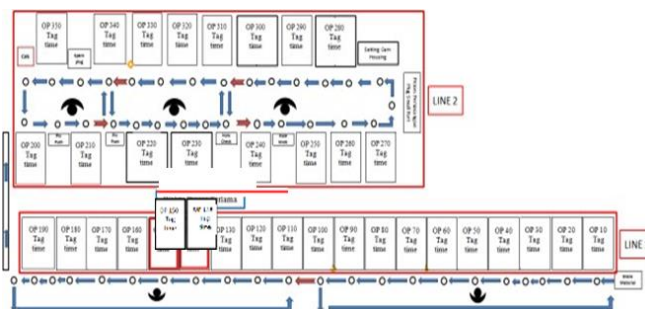 OP 350
Tag
time
OP 340
Tag
time
OP 330
Tag
time
OP 320
Tag
time
OP 310
Tag
time
OP 300
Tag
time
OP 290
Tag
time
OP 280
Tag
time
LINE 2
OP 200
Tag
time
OP 210
Tag
time
OP 220
Tag
time
OP 230
Tag
time
OP 240
Tag
time
OP 250
Tag
time
OP 260
Tag
time
OP 270
Tag
time
OP 190
Tag
time
OP 180
Tag
time
OP 170
Tag
time
OP 160
Tag
time
OP 150
Tag
time
OP 130
Tag
time
OP 120
Tag
time
OP 110
Tag
time
OP 100
Tag
time
OP 90
Tag
time
OP 80
Tag
time
OP 70
Tag
time
OP 60
Tag
time
OP 50
Tag
time
OP 40
Tag
time
OP 30
Tag
time
OP 20
Tag
time
OP 10
Tag
time
LINE